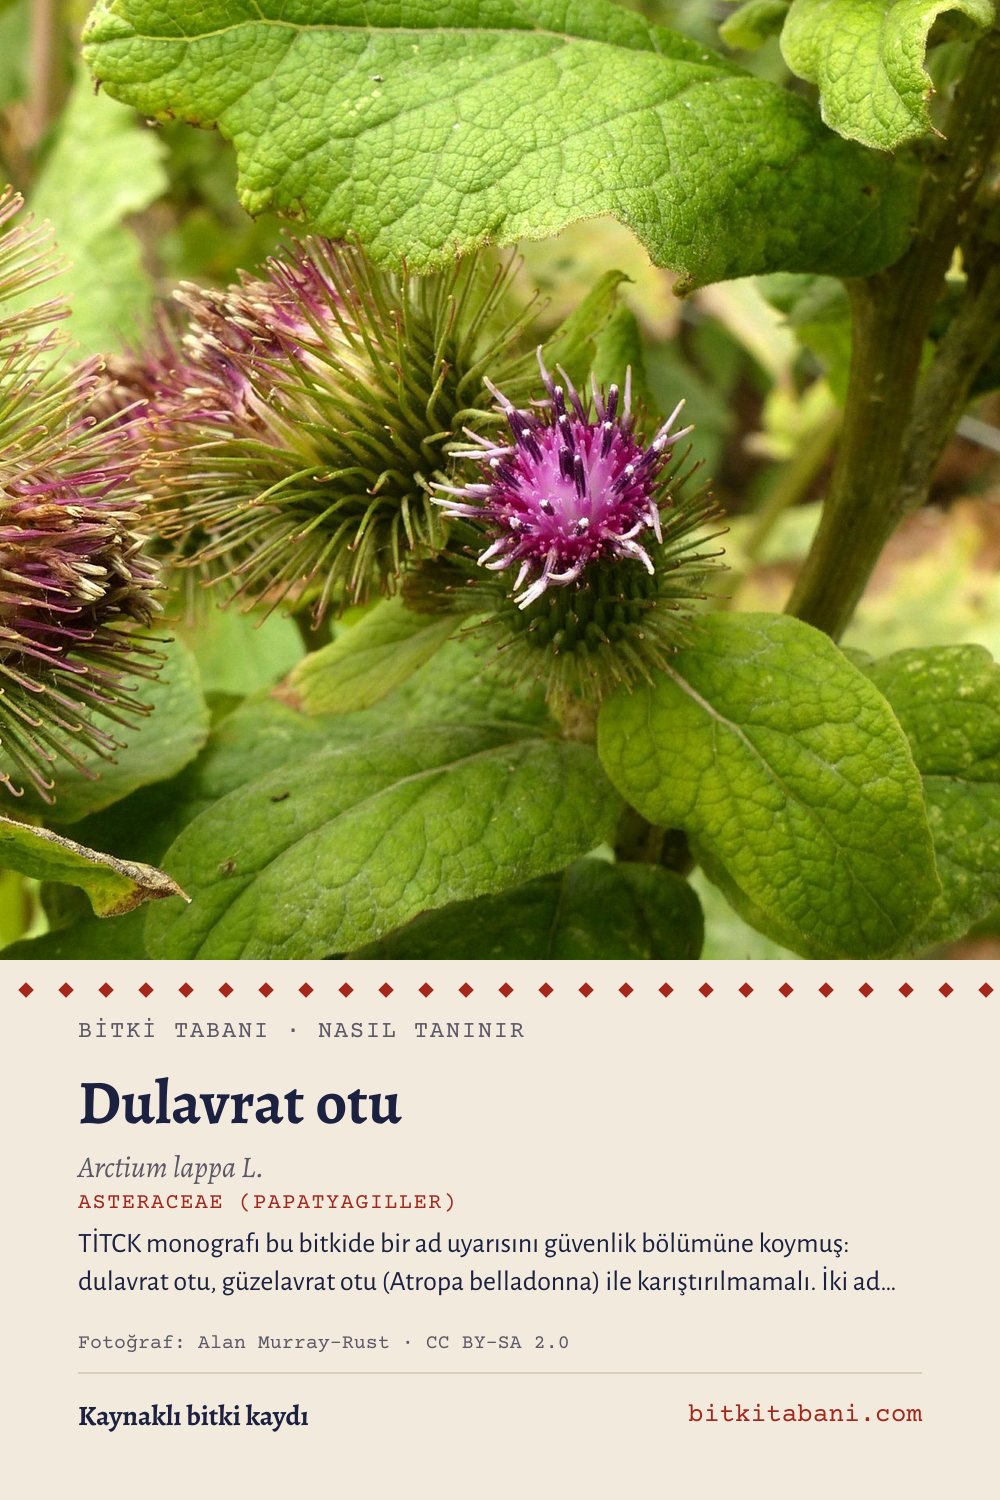 BİTKİ TABANI · NASIL TANINIR
Dulavrat otu
Arctium lappa L.
ASTERACEAE (PAPATYAGILLER)
TİTCK monografı bu bitkide bir ad uyarısını güvenlik bölümüne koymuş:
dulavrat otu, güzelavrat otu (Atropa belladonna) ile karıştırılmamalı. İki ad…
Fotoğraf: Alan Murray-Rust · CC BY-SA 2.0
Kaynaklı bitki kaydı
bitkitabani.com